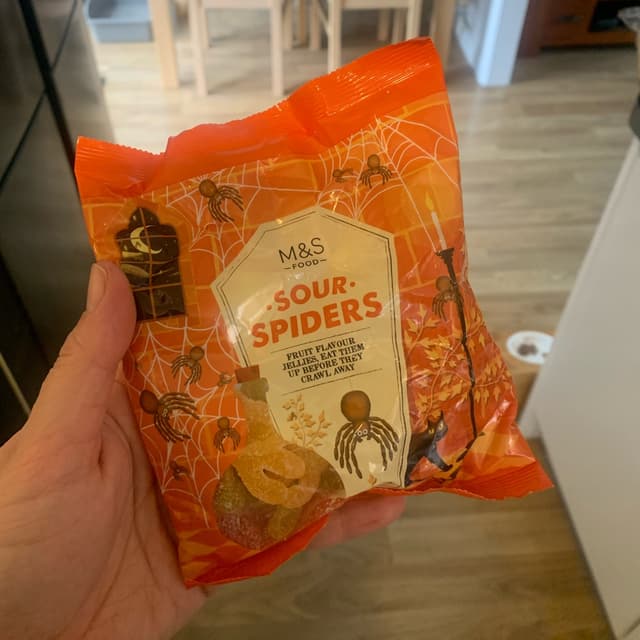 M&S
FOOD
·SOUR·
SPIDERS
FRUIT FLAVOUR
JELLIES, EAT THEM
UP BEFORE THEY
CRAWL AWAY